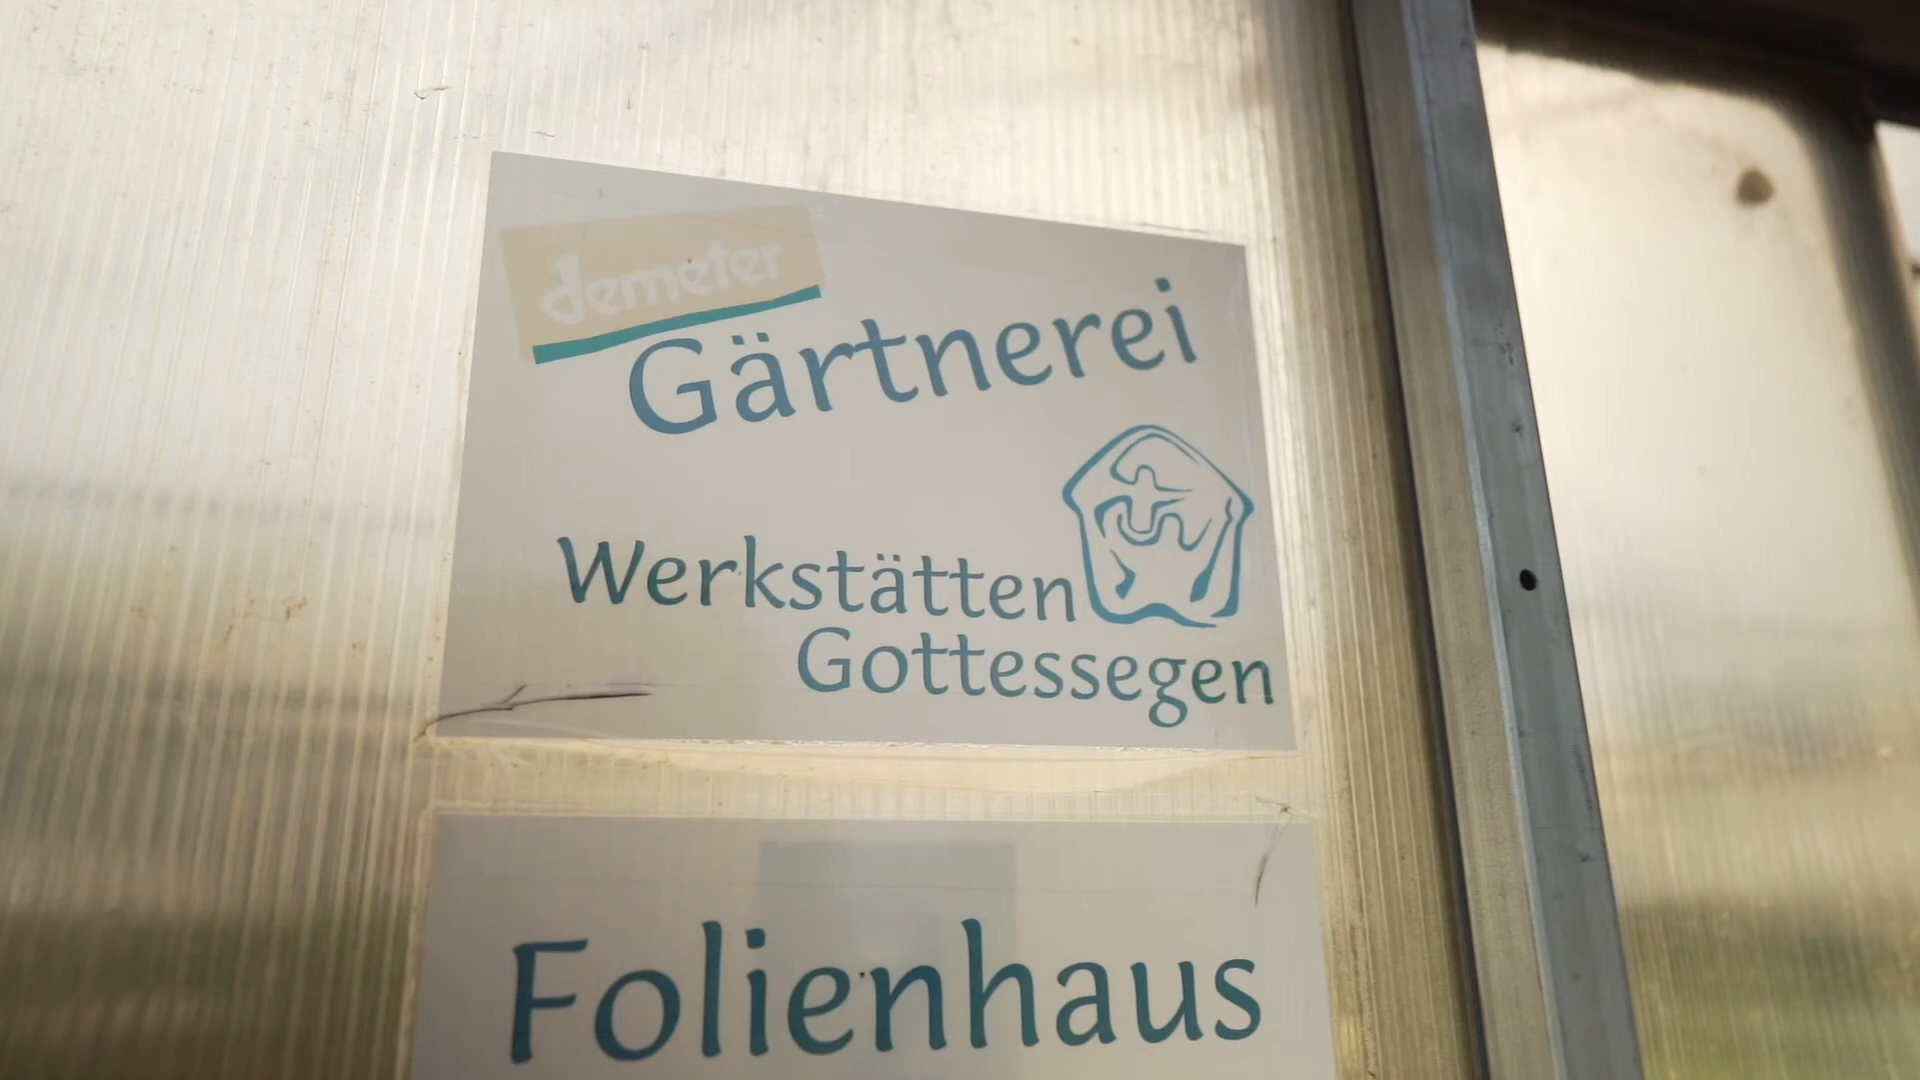 demeter
Gärtnerei
Werkstätten
Gottessegen
Folienhaus